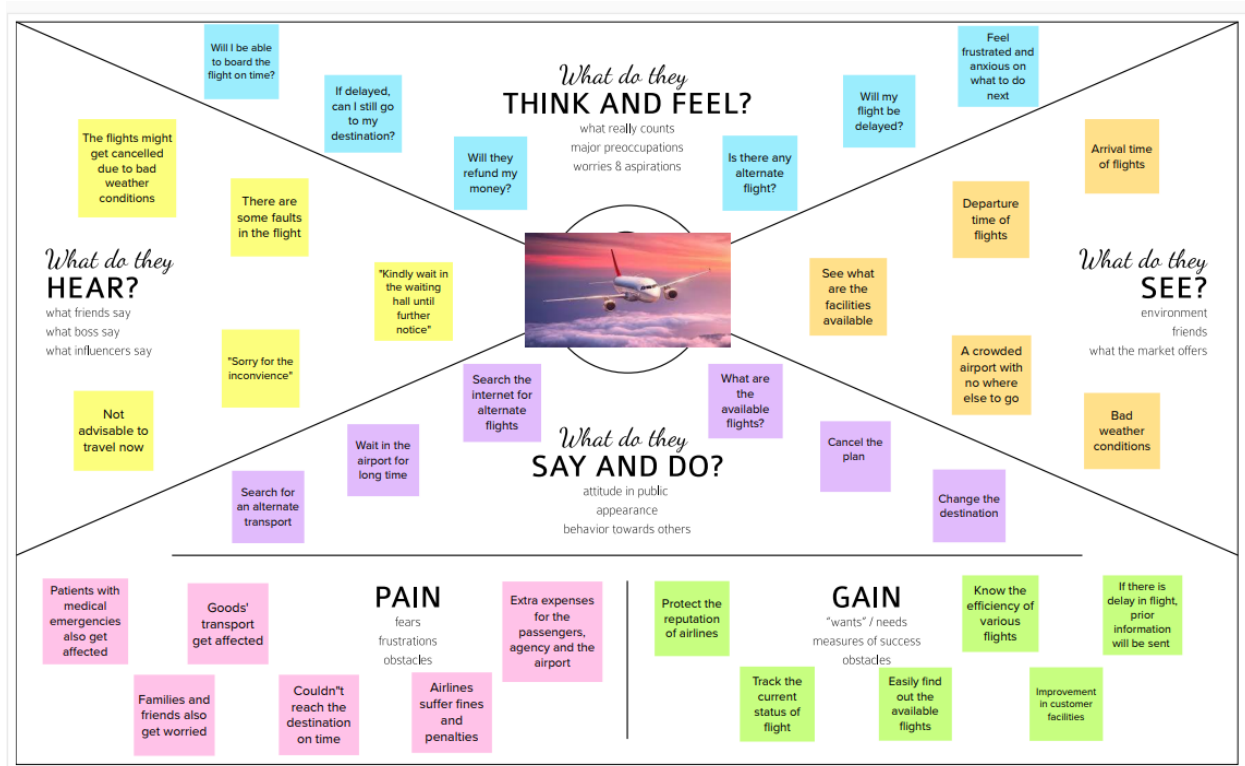 Will I be able
to board the
flight on time?
If delayed,
can I still go
to my
destination?
Will they
refund my
money?
What do they
THINK AND FEEL?
what really counts
major preoccupations
worries & aspirations
Is there any
alternate
flight?
Will my
flight be
delayed?
Feel
frustrated and
anxious on
what to do
next
The flights might
get cancelled
due to bad
weather
conditions
There are
some faults
in the flight
"Kindly wait in
the waiting
hall until
further
notice"
What do they
HEAR?
what friends say
what boss say
what influencers say
"Sorry for the
inconvience"
Not
advisable to
travel now
Arrival time
of flights
Departure
time of
flights
See what
are the
facilities
available
What do they
SEE?
environment
friends
what the market offers
A crowded
airport with
no where
else to go
Bad
weather
conditions
Search the
internet for
alternate
flights
Wait in the
airport for
long time
Search for
an alternate
transport
What do they
SAY AND DO?
attitude in public
appearance
behavior towards others
What are
the
available
flights?
Cancel the
plan
Change the
destination
Patients with
medical
emergencies
also get
affected
Goods'
transport
get affected
PAIN
fears
frustrations
obstacles
Extra expenses
for the
passengers,
agency and the
airport
Families and
friends also
get worried
Couldn"t
reach the
destination
on time
Airlines
suffer fines
and
penalties
Protect the
reputation
of airlines
GAIN
"wants" / needs
measures of success
obstacles
Know the
efficiency of
various
flights
If there is
delay in flight,
prior
information
will be sent
Track the
current
status of
flight
Easily find
out the
available
flights
Improvement
in customer
facilities